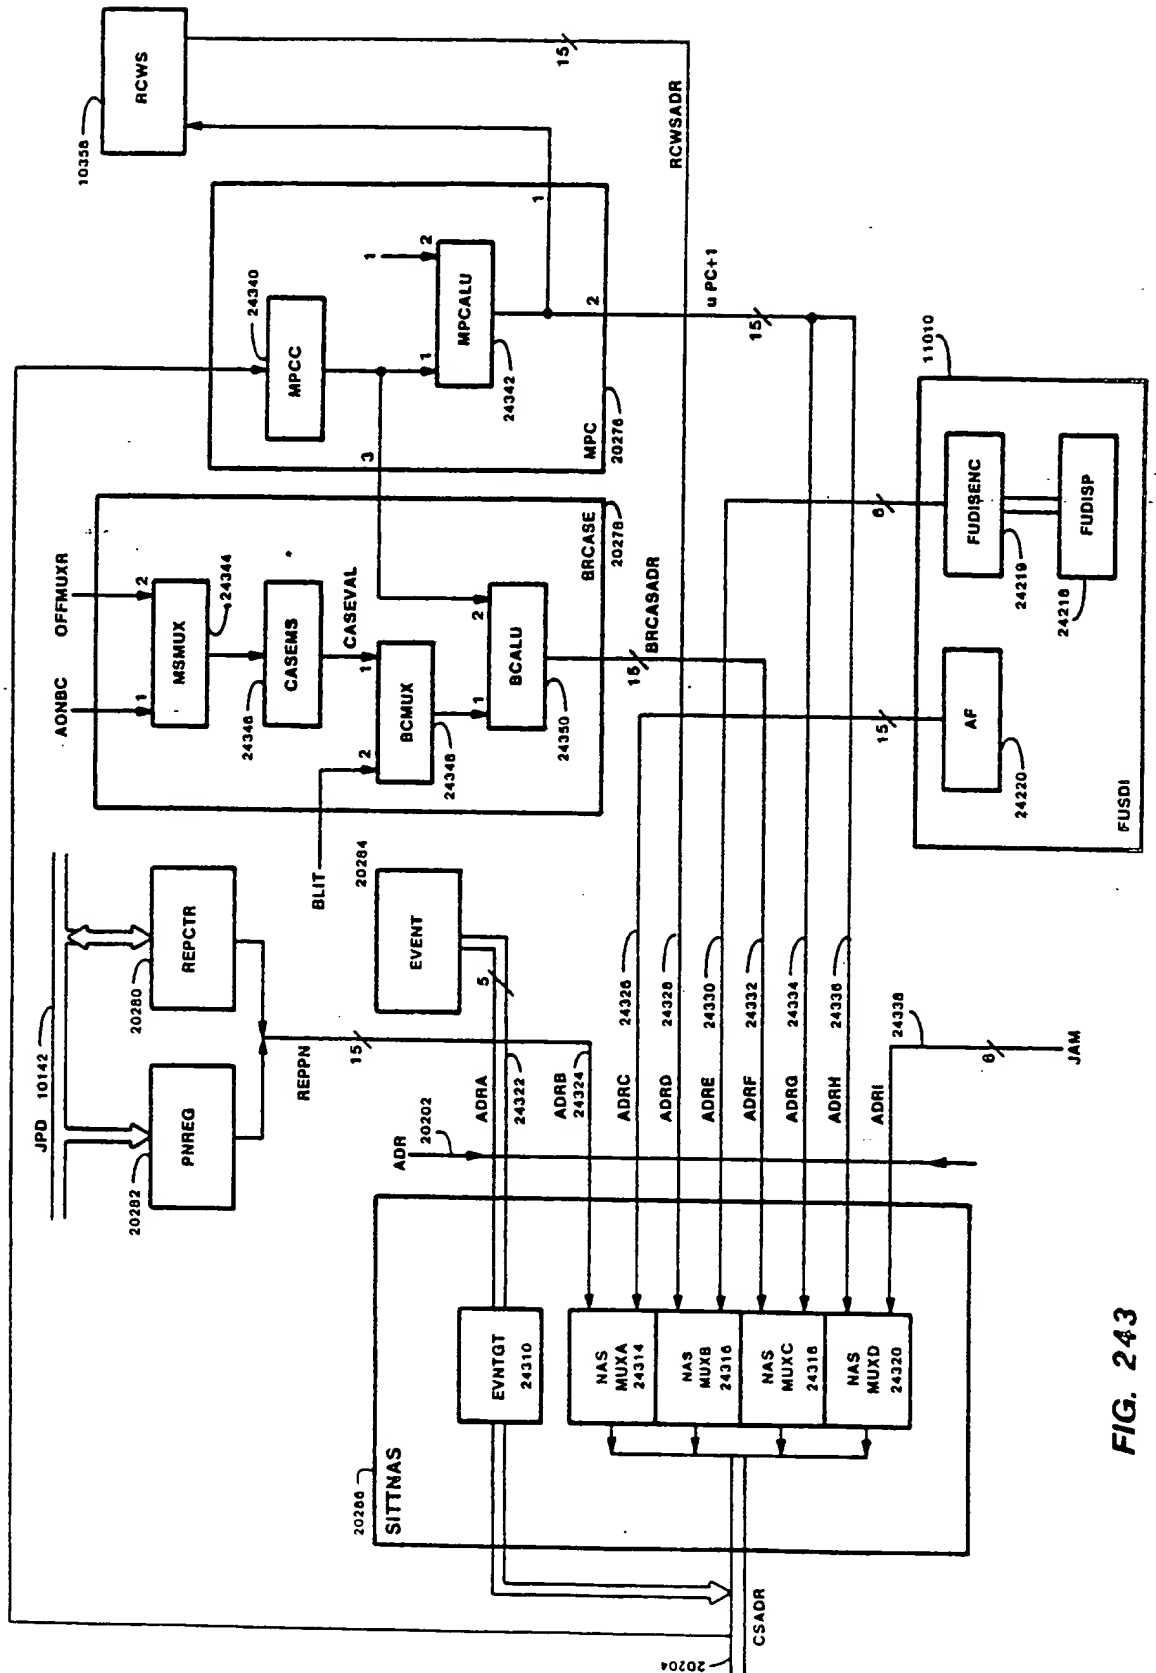 JPD 10142
20282
PNREG
20280
REPCTR
REPPN
15
AONBC
OFFMUXR
1
2
MSMUX
24344
24346
CASEMS
CASEVAL
BLIT
2
1
BCMUX
24348
1
2
BCALU
24350
BRCASE
20278
3
24340
MPCC
1
1
2
MPCALU
24342
MPC
20276
1
2
10358
RCWS
15
20284
EVENT
5
ADR
20202
ADRA
24322
ADRB
24324
ADRC
24326
ADRD
24328
ADRE
24330
ADRF
24332
ADRG
24334
ADRH
24336
ADRI
24338
6
JAM
15
BRCASADR
RCWSADR
u PC+1
15
15
6
11010
AF
24220
FUDISENC
24219
FUDISP
24218
FUSDI
20286
SITTNAS
EVNTGT
24310
NAS
MUXA
24314
NAS
MUXB
24316
NAS
MUXC
24318
NAS
MUXD
24320
20204
CSADR
FIG. 243